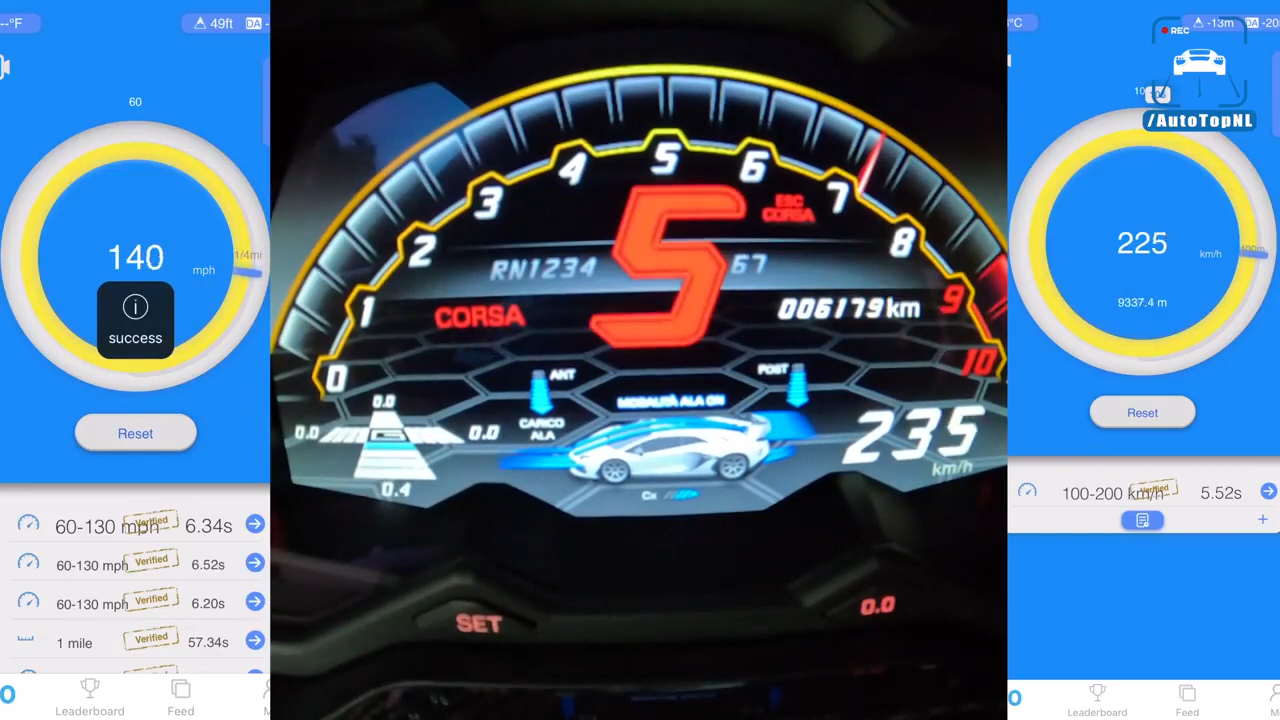 --°F
49ft DA -
60
140
mph
1/4mi
success
Reset
60-130 mph Verified 6.34s
60-130 mph Verified 6.52s
60-130 mph Verified 6.20s
1 mile Verified 57.34s
Leaderboard
Feed
0
1
2
3
4
5
6
7
8
9
10
5
ESC
CORSA
RN1234
67
CORSA
006179km
ANT
POST
CARICO
ALA
MODALITÀ ALA ON
0.0
0.0
G
0.0
0.4
235
km/h
Cx
SET
0.0
°C
-13m DA -20
REC
/AutoTopNL
225
km/h
9337.4 m
Reset
100-200 km/h Verified 5.52s
Leaderboard
Feed